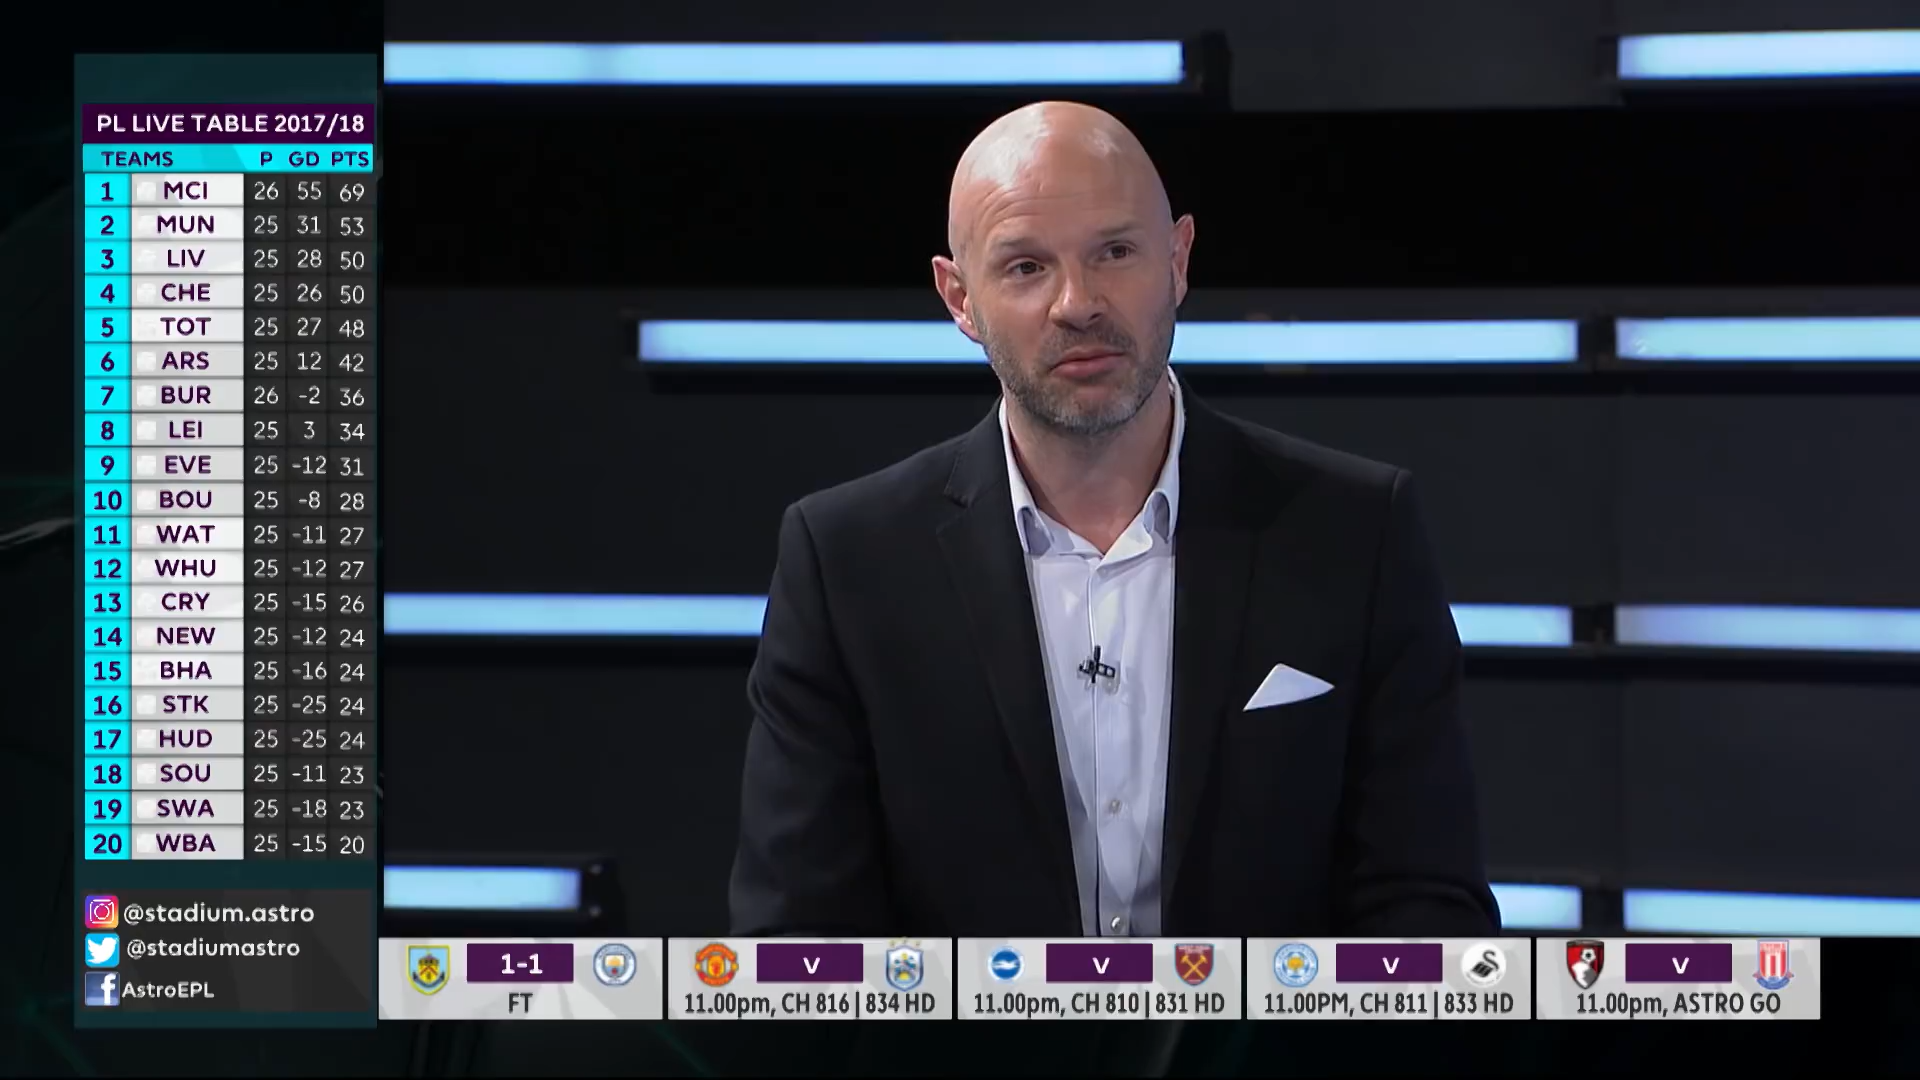 PL LIVE TABLE 2017/18
TEAMS P GD PTS
1 MCI 26 55 69
2 MUN 25 31 53
3 LIV 25 28 50
4 CHE 25 26 50
5 TOT 25 27 48
6 ARS 25 12 42
7 BUR 26 -2 36
8 LEI 25 3 34
9 EVE 25 -12 31
10 BOU 25 -8 28
11 WAT 25 -11 27
12 WHU 25 -12 27
13 CRY 25 -15 26
14 NEW 25 -12 24
15 BHA 25 -16 24
16 STK 25 -25 24
17 HUD 25 -25 24
18 SOU 25 -11 23
19 SWA 25 -18 23
20 WBA 25 -15 20
@stadium.astro
@stadiumastro
AstroEPL
1-1
FT
v
11.00pm, CH 816 | 834 HD
v
11.00pm, CH 810 | 831 HD
v
11.00PM, CH 811 | 833 HD
v
11.00pm, ASTRO GO